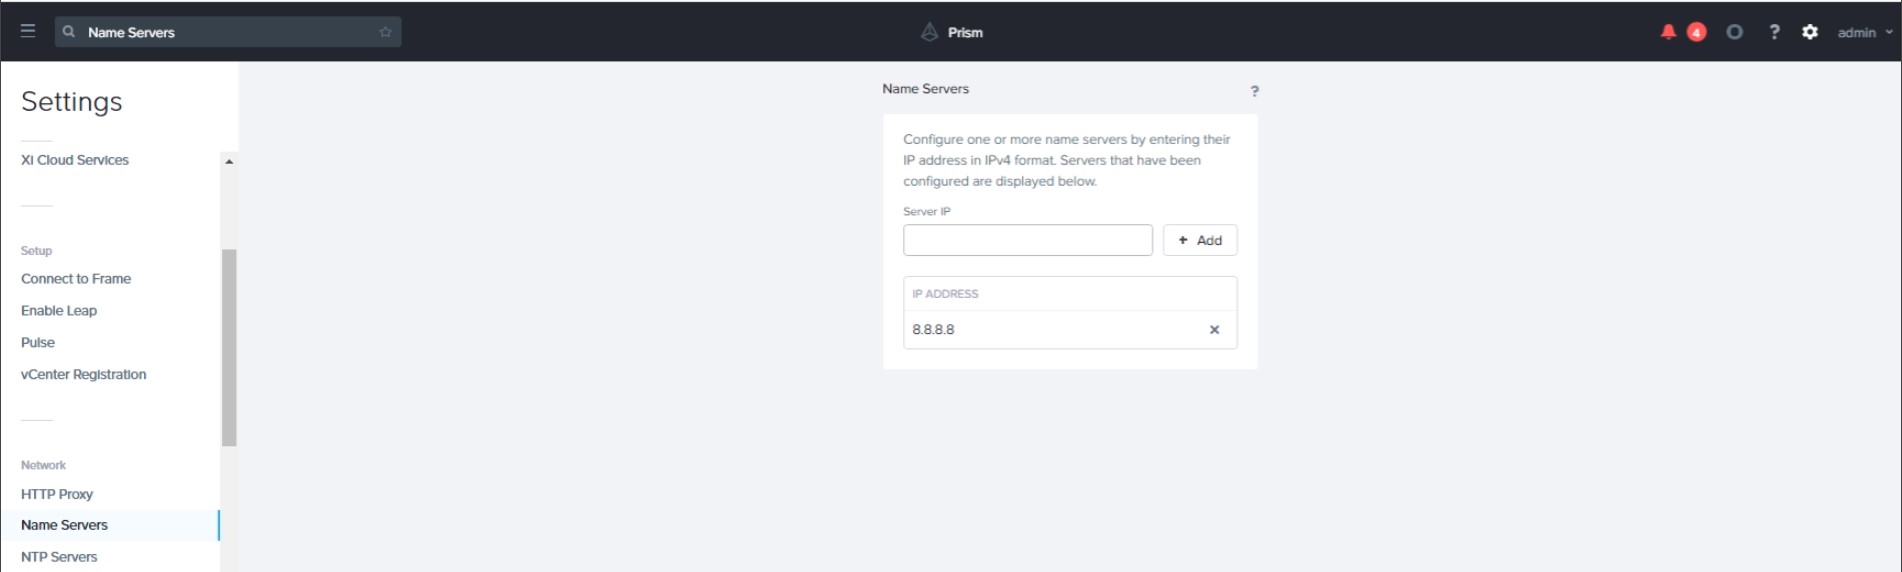 Name Servers
Prism
4
?
admin
Settings
Xi Cloud Services
Setup
Connect to Frame
Enable Leap
Pulse
vCenter Registration
Network
HTTP Proxy
Name Servers
NTP Servers
Name Servers
?
Configure one or more name servers by entering their
IP address in IPv4 format. Servers that have been
configured are displayed below.
Server IP
+ Add
IP ADDRESS
8.8.8.8